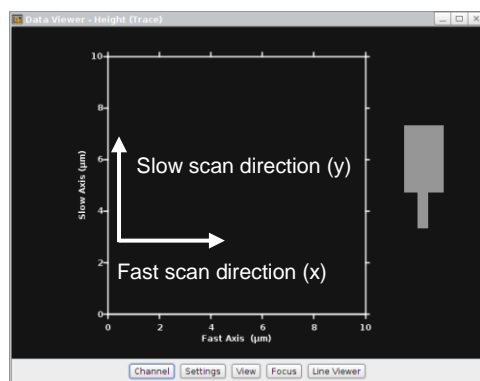 Data Viewer - Height (Trace)
10
8
6
4
2
0
Slow Axis (µm)
Slow scan direction (y)
Fast scan direction (x)
0 2 4 6 8 10
Fast Axis (µm)
Channel Settings View Focus Line Viewer